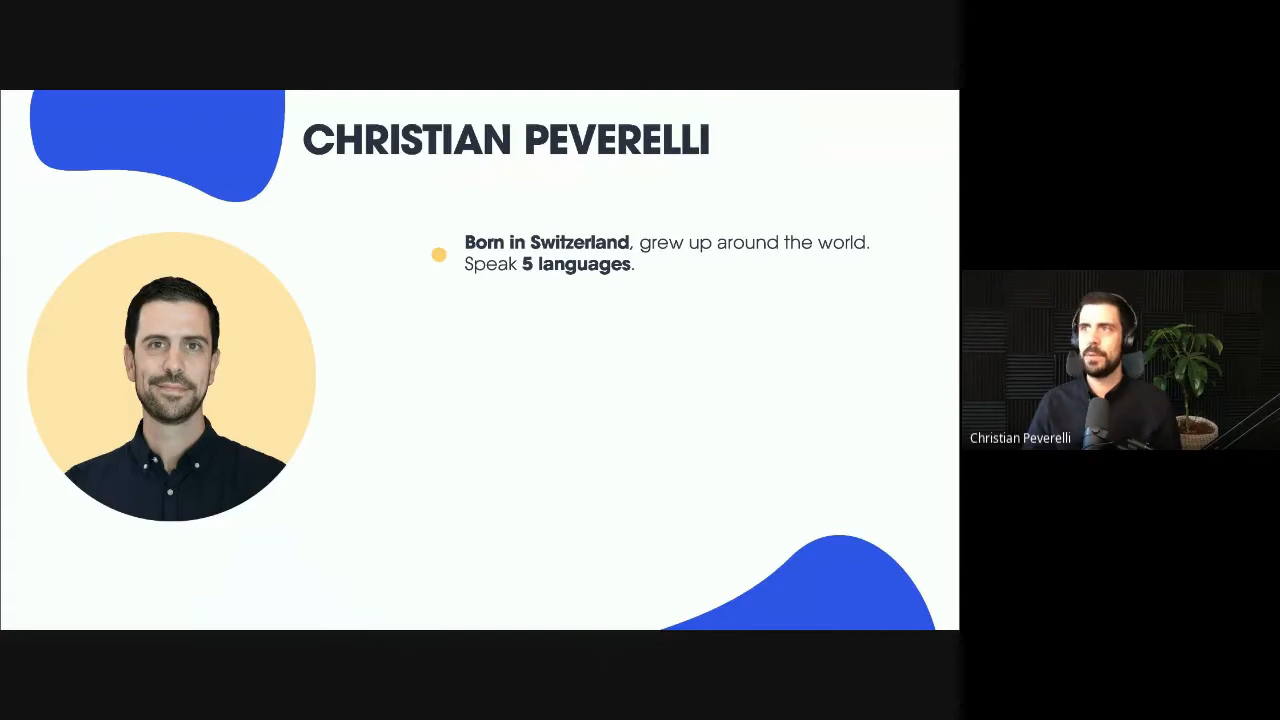 CHRISTIAN PEVERELLI
Born in Switzerland, grew up around the world.
Speak 5 languages.
Christian Peverelli